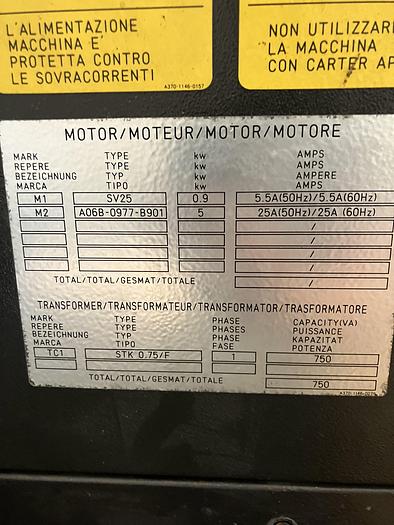 L'ALIMENTAZIONE
MACCHINA E'
PROTETTA CONTRO
LE SOVRACORRENTI
A370-1146-0157
NON UTILIZZAR
LA MACCHINA
CON CARTER AP
MOTOR/MOTEUR/MOTOR/MOTORE
MARK TYPE kw AMPS
REPERE TYPE kw AMPERES
BEZEICHNUNG TYP kw AMPERE
MARCA TIPO kw AMPS
M1 SV25 0.9 5.5A(50Hz)/5.5A(60Hz)
M2 A06B-0977-B901 5 25A(50Hz)/25A (60Hz)
/
/
/
/
TOTAL/TOTAL/GESMAT/TOTALE /
TRANSFORMER/TRANSFORMATEUR/TRANSFORMATOR/TRASFORMATORE
MARK TYPE PHASE CAPACITY(VA)
REPERE TYPE PHASES PUISSANCE
BEZEICHNUNG TYP PHASE KAPAZITAT
MARCA TIPO FASE POTENZA
TC1 STK 0.75/F 1 750
TOTAL/TOTAL/GESMAT/TOTALE 750